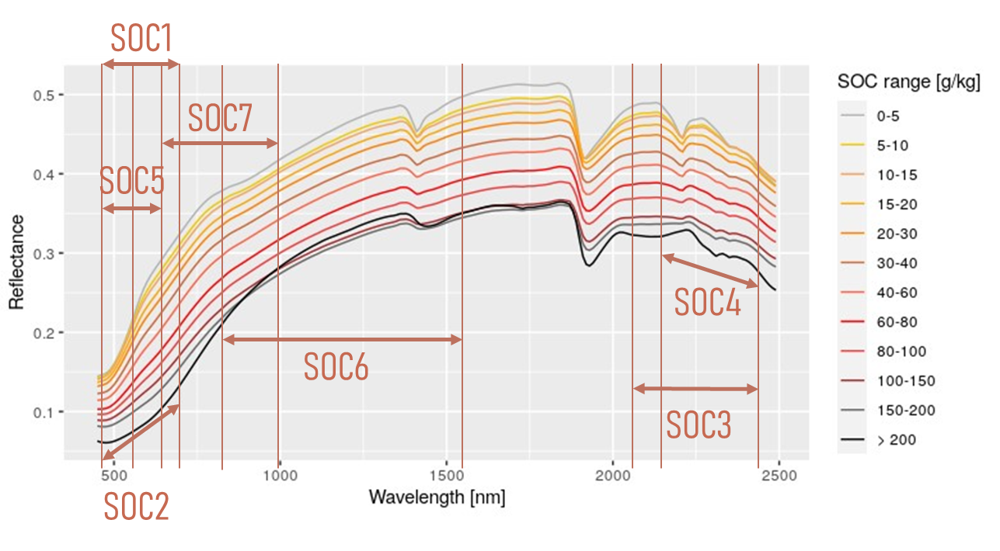 SOC1
SOC7
SOC5
SOC6
SOC4
SOC3
SOC2
0.5
0.4
0.3
0.2
0.1
Reflectance
500
1000
1500
2000
2500
Wavelength [nm]
SOC range [g/kg]
0-5
5-10
10-15
15-20
20-30
30-40
40-60
60-80
80-100
100-150
150-200
> 200